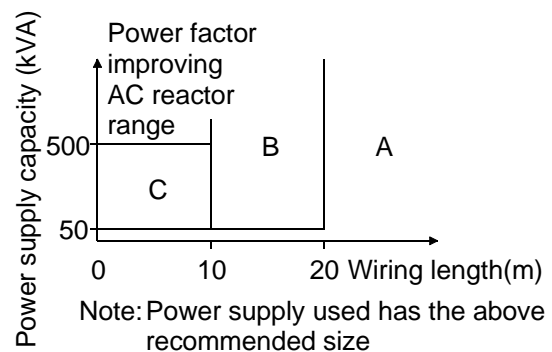 Power supply capacity (kVA)
Power factor
improving
AC reactor
range
500
B
A
C
50
0
10
20
Wiring length(m)
Note: Power supply used has the above
recommended size